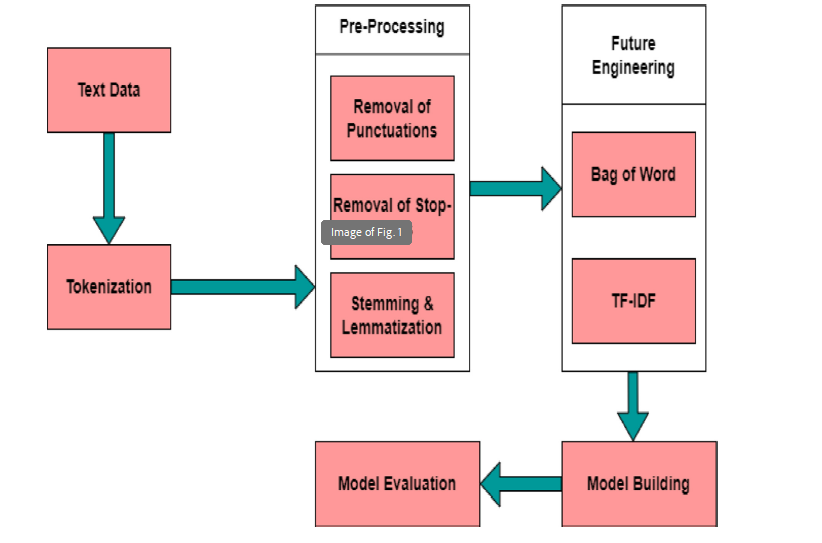 Text Data
Tokenization
Pre-Processing
Removal of
Punctuations
Removal of Stop-
Image of Fig. 1
Stemming &
Lemmatization
Future
Engineering
Bag of Word
TF-IDF
Model Building
Model Evaluation